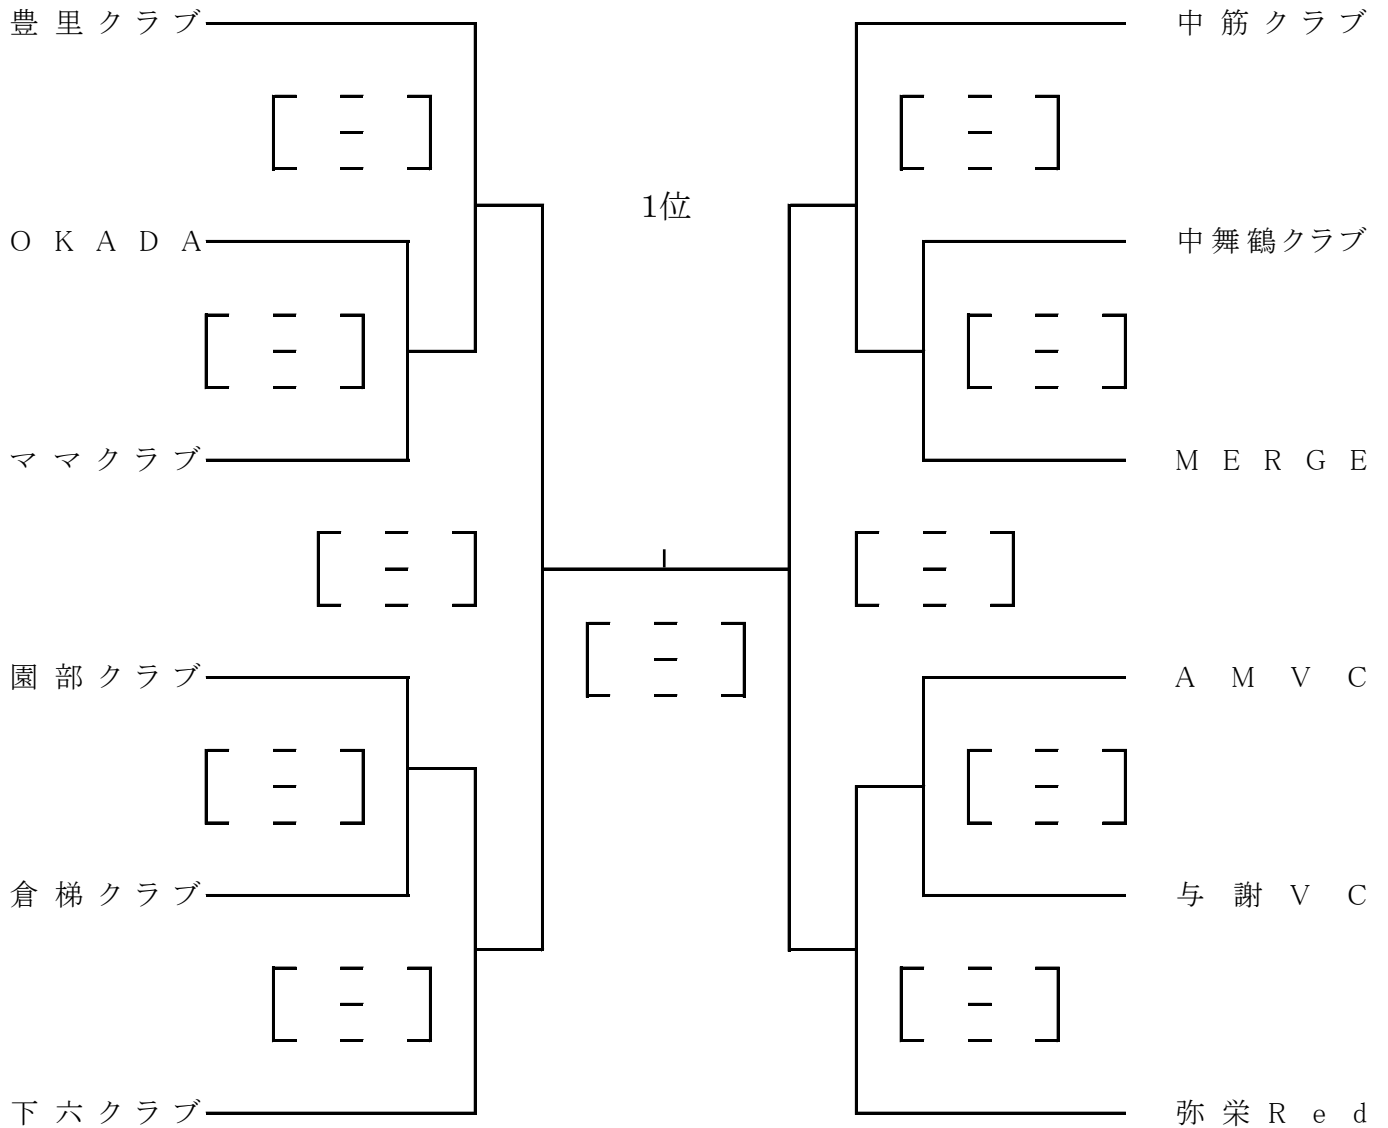 豊里クラブ
中筋クラブ
1位
OKADA
中舞鶴クラブ
ママクラブ
MERGE
園部クラブ
AMVC
倉梯クラブ
与謝VC
下六クラブ
弥栄Red